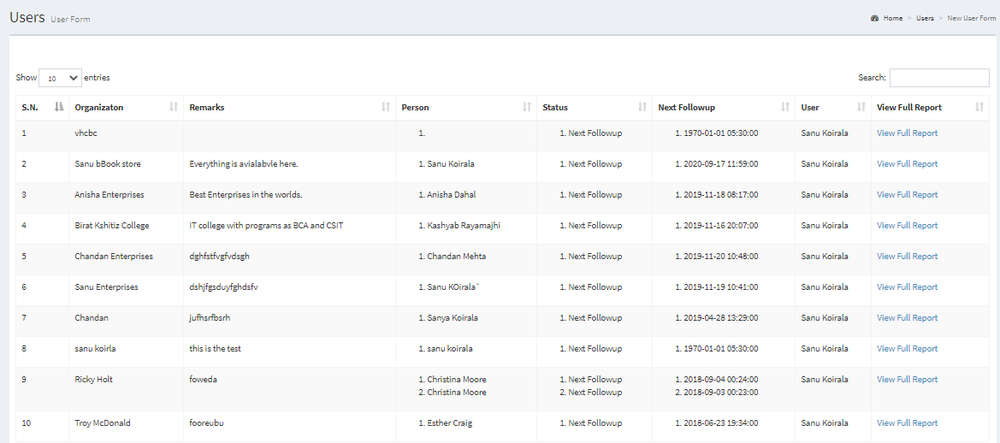 Users User Form Home > Users > New User Form
Show 10 entries Search:
S.N. Organizaton Remarks Person Status Next Followup User View Full Report
1 vhcbc 1. 1. Next Followup 1. 1970-01-01 05:30:00 Sanu Koirala View Full Report
2 Sanu bBook store Everything is avialabvle here. 1. Sanu Koirala 1. Next Followup 1. 2020-09-17 11:59:00 Sanu Koirala View Full Report
3 Anisha Enterprises Best Enterprises in the worlds. 1. Anisha Dahal 1. Next Followup 1. 2019-11-18 08:17:00 Sanu Koirala View Full Report
4 Birat Kshitiz College IT college with programs as BCA and CSIT 1. Kashyab Rayamajhi 1. Next Followup 1. 2019-11-16 20:07:00 Sanu Koirala View Full Report
5 Chandan Enterprises dghfstfvgfvdsgh 1. Chandan Mehta 1. Next Followup 1. 2019-11-20 10:48:00 Sanu Koirala View Full Report
6 Sanu Enterprises dshjfgsduyfghdsfv 1. Sanu KOirala` 1. Next Followup 1. 2019-11-19 10:41:00 Sanu Koirala View Full Report
7 Chandan jufhsrfbsrh 1. Sanya Koirala 1. Next Followup 1. 2019-04-28 13:29:00 Sanu Koirala View Full Report
8 sanu koirla this is the test 1. sanu koirala 1. Next Followup 1. 1970-01-01 05:30:00 Sanu Koirala View Full Report
9 Ricky Holt foweda 1. Christina Moore 1. Next Followup 1. 2018-09-04 00:24:00 Sanu Koirala View Full Report
2. Christina Moore 2. Next Followup 2. 2018-09-03 00:23:00
10 Troy McDonald fooreubu 1. Esther Craig 1. Next Followup 1. 2018-06-23 19:34:00 Sanu Koirala View Full Report